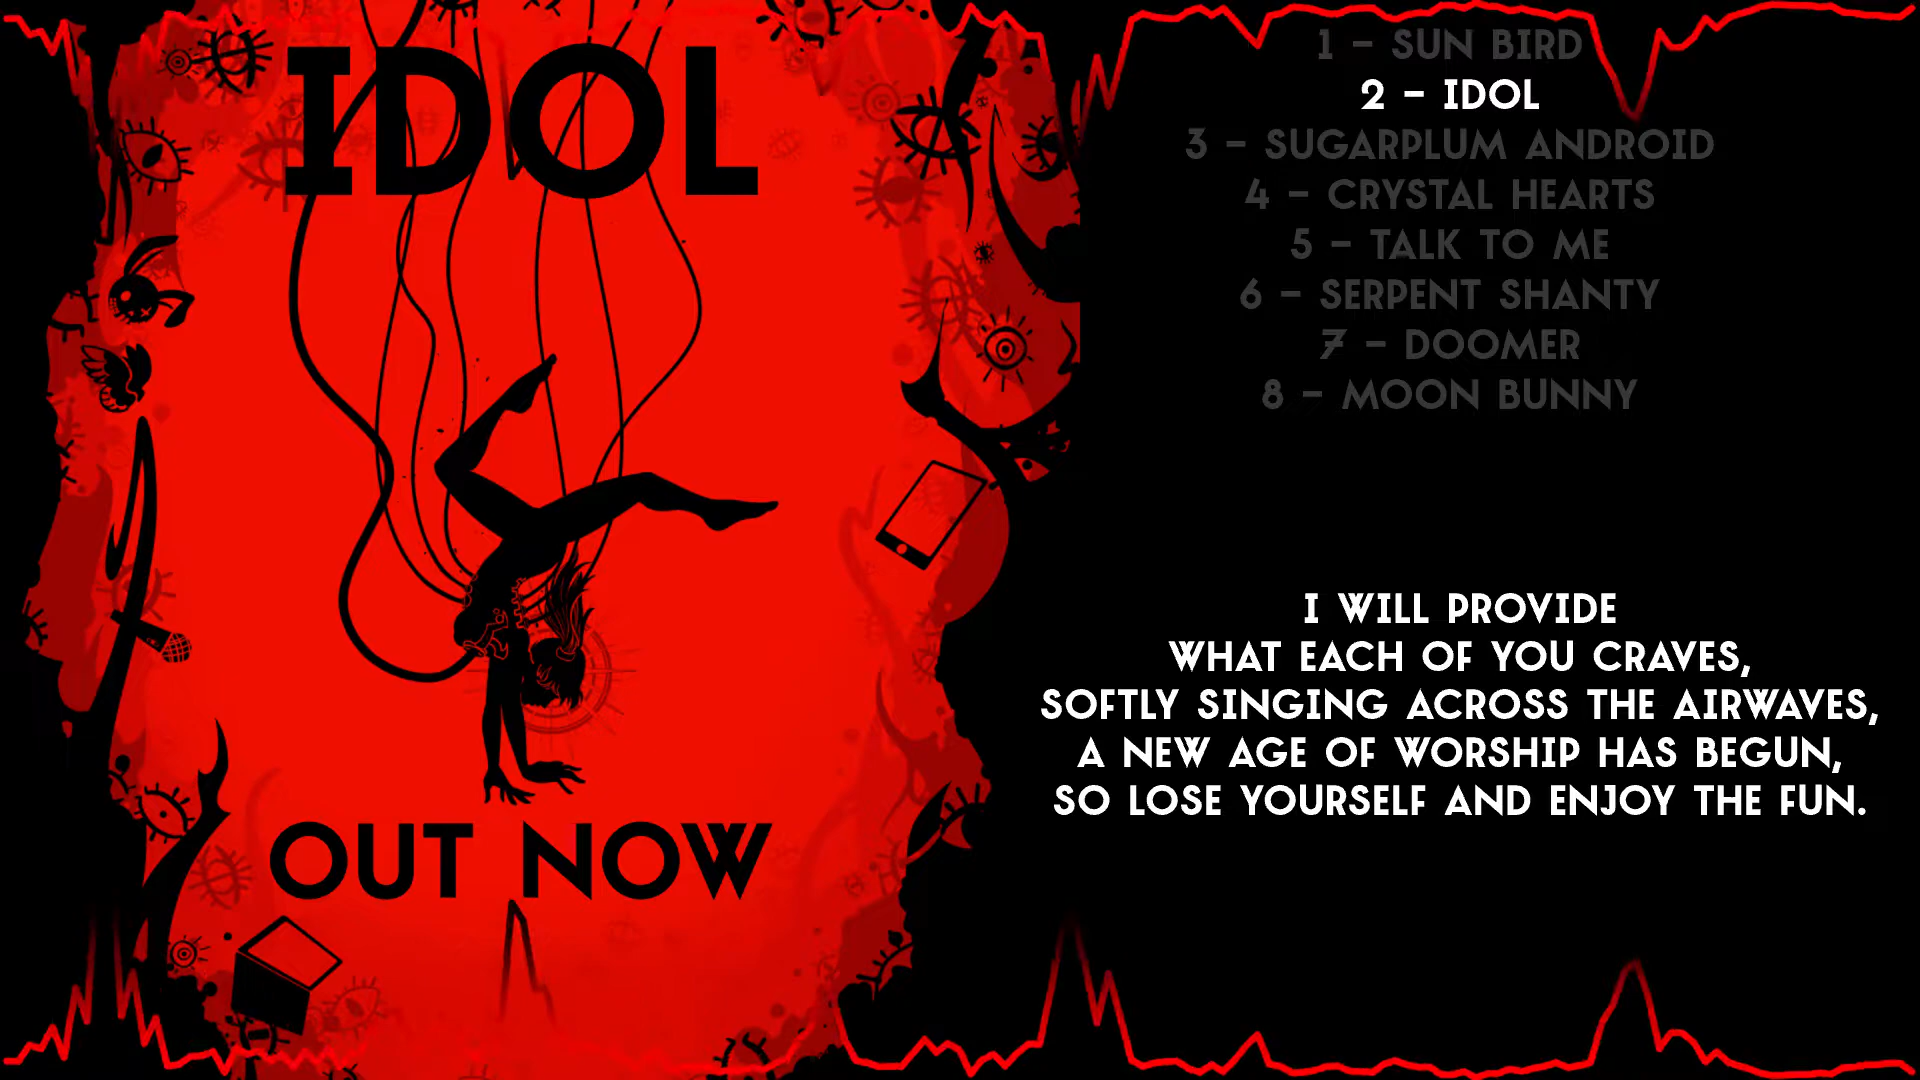 IDOL
OUT NOW
1 - SUN BIRD
2 - IDOL
3 - SUGARPLUM ANDROID
4 - CRYSTAL HEARTS
5 - TALK TO ME
6 - SERPENT SHANTY
7 - DOOMER
8 - MOON BUNNY
I WILL PROVIDE
WHAT EACH OF YOU CRAVES,
SOFTLY SINGING ACROSS THE AIRWAVES,
A NEW AGE OF WORSHIP HAS BEGUN,
SO LOSE YOURSELF AND ENJOY THE FUN.